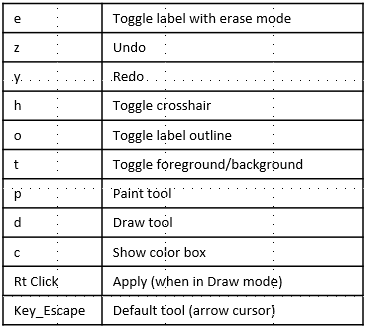 e Toggle label with erase mode
z Undo
y Redo
h Toggle crosshair
o Toggle label outline
t Toggle foreground/background
p Paint tool
d Draw tool
c Show color box
Rt Click Apply (when in Draw mode)
Key_Escape Default tool (arrow cursor)